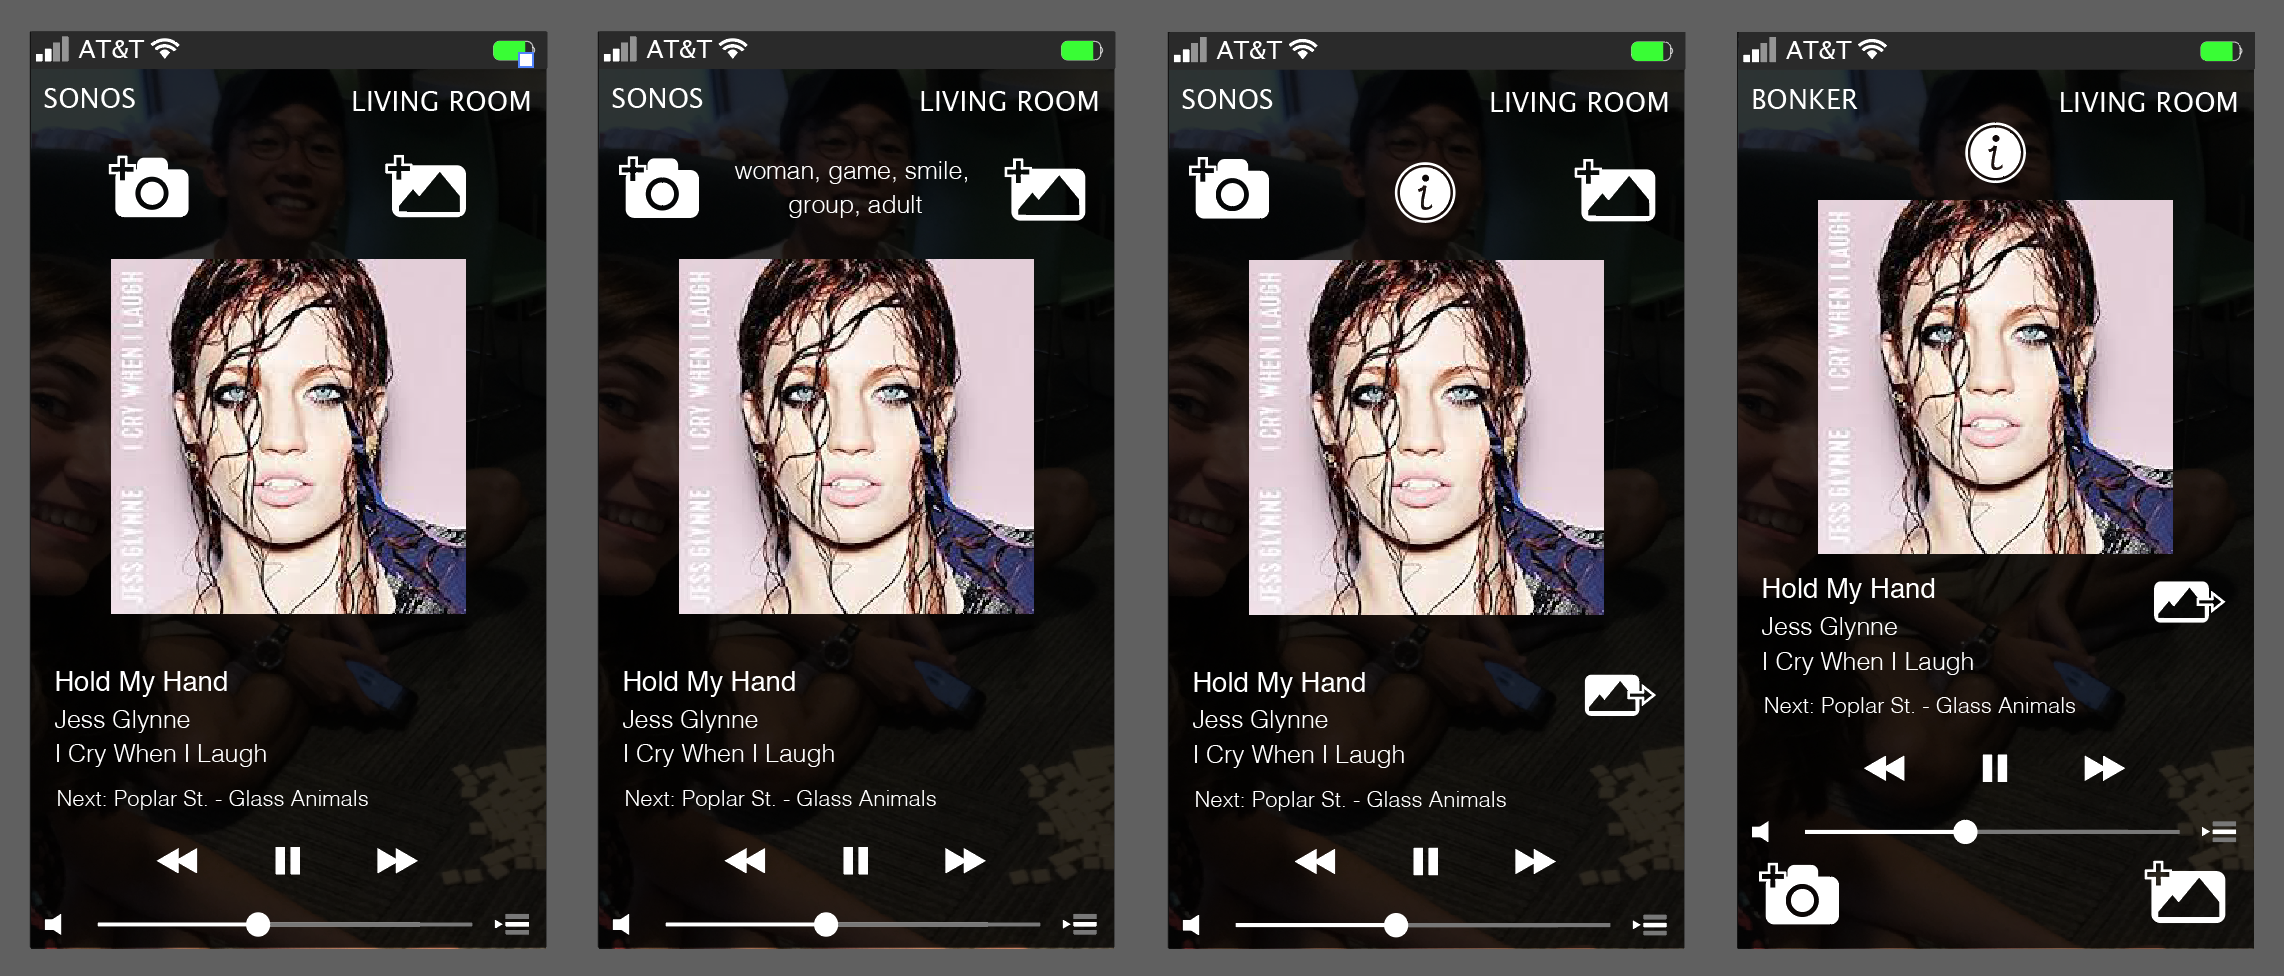 AT&T
SONOS
LIVING ROOM
I CRY WHEN I LAUGH
JESS GLYNNE
Hold My Hand
Jess Glynne
I Cry When I Laugh
Next: Poplar St. - Glass Animals
AT&T
SONOS
LIVING ROOM
woman, game, smile,
group, adult
I CRY WHEN I LAUGH
JESS GLYNNE
Hold My Hand
Jess Glynne
I Cry When I Laugh
Next: Poplar St. - Glass Animals
AT&T
SONOS
LIVING ROOM
i
I CRY WHEN I LAUGH
JESS GLYNNE
Hold My Hand
Jess Glynne
I Cry When I Laugh
Next: Poplar St. - Glass Animals
AT&T
BONKER
LIVING ROOM
i
I CRY WHEN I LAUGH
JESS GLYNNE
Hold My Hand
Jess Glynne
I Cry When I Laugh
Next: Poplar St. - Glass Animals